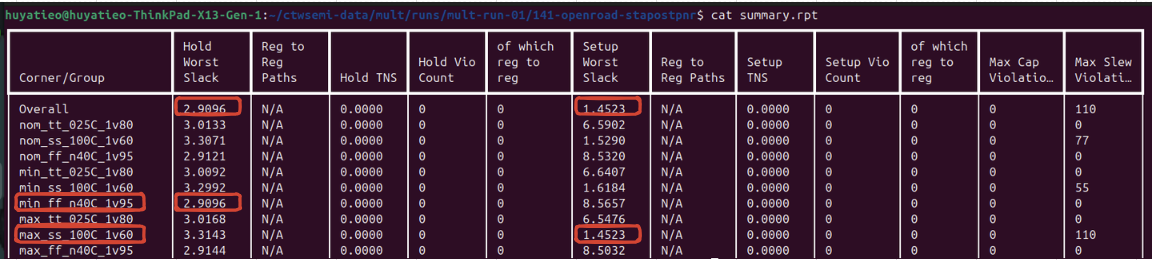 huyatieo@huyatieo-ThinkPad-X13-Gen-1:~/ctwsemi-data/mult/runs/mult-run-01/141-openroad-stapostpnr$ cat summary.rpt
Hold Reg to of which Setup of which
Worst Reg Hold Vio reg to Worst Reg to Setup Setup Vio reg to Max Cap Max Slew
Corner/Group Slack Paths Hold TNS Count reg Slack Reg Paths TNS Count reg Violatio… Violati…
Overall 2.9096 N/A 0.0000 0 0 1.4523 N/A 0.0000 0 0 0 110
nom_tt_025C_1v80 3.0133 N/A 0.0000 0 0 6.5902 N/A 0.0000 0 0 0 0
nom_ss_100C_1v60 3.3071 N/A 0.0000 0 0 1.5290 N/A 0.0000 0 0 0 77
nom_ff_n40C_1v95 2.9121 N/A 0.0000 0 0 8.5320 N/A 0.0000 0 0 0 0
min_tt_025C_1v80 3.0092 N/A 0.0000 0 0 6.6407 N/A 0.0000 0 0 0 0
min_ss_100C_1v60 3.2992 N/A 0.0000 0 0 1.6184 N/A 0.0000 0 0 0 55
min_ff_n40C_1v95 2.9096 N/A 0.0000 0 0 8.5657 N/A 0.0000 0 0 0 0
max_tt_025C_1v80 3.0168 N/A 0.0000 0 0 6.5476 N/A 0.0000 0 0 0 0
max_ss_100C_1v60 3.3143 N/A 0.0000 0 0 1.4523 N/A 0.0000 0 0 0 110
max_ff_n40C_1v95 2.9144 N/A 0.0000 0 0 8.5032 N/A 0.0000 0 0 0 0